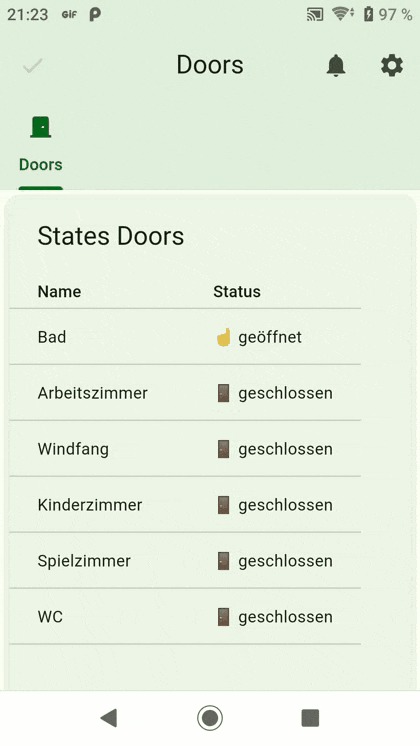 21:23 GIF 97 %
Doors
Doors
States Doors
Name Status
Bad geöffnet
Arbeitszimmer geschlossen
Windfang geschlossen
Kinderzimmer geschlossen
Spielzimmer geschlossen
WC geschlossen